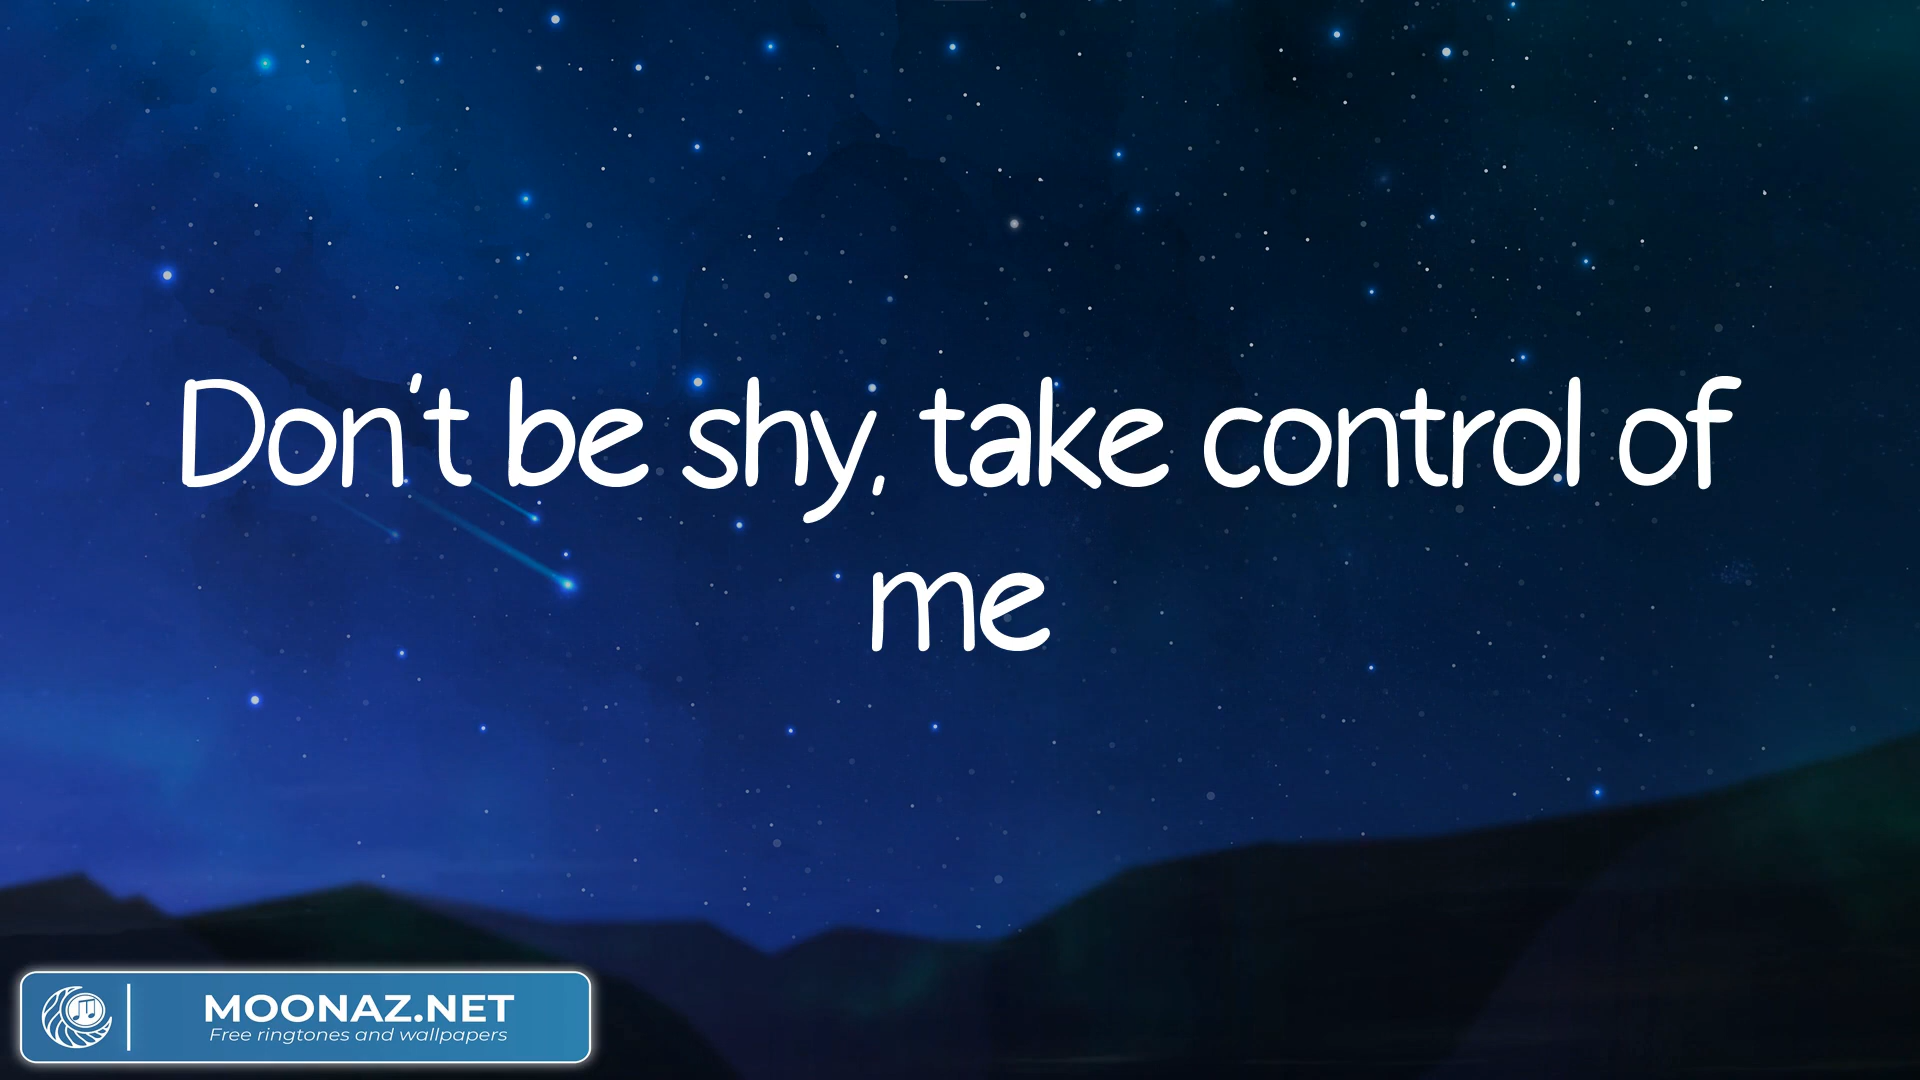 Don't be shy, take control of
me
MOONAZ.NET
Free ringtones and wallpapers